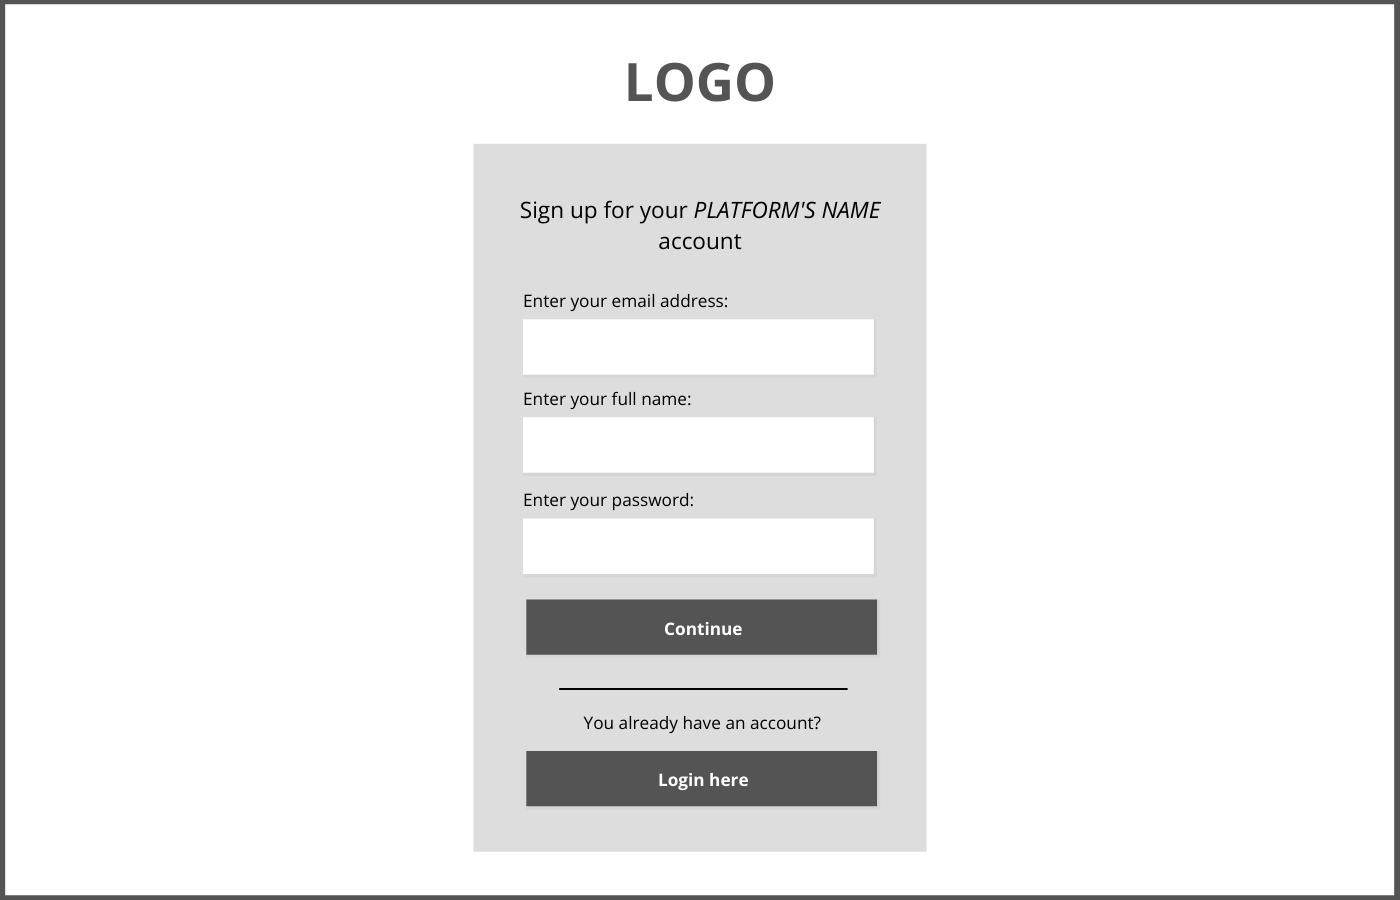 LOGO
Sign up for your PLATFORM'S NAME
account
Enter your email address:
Enter your full name:
Enter your password:
Continue
You already have an account?
Login here